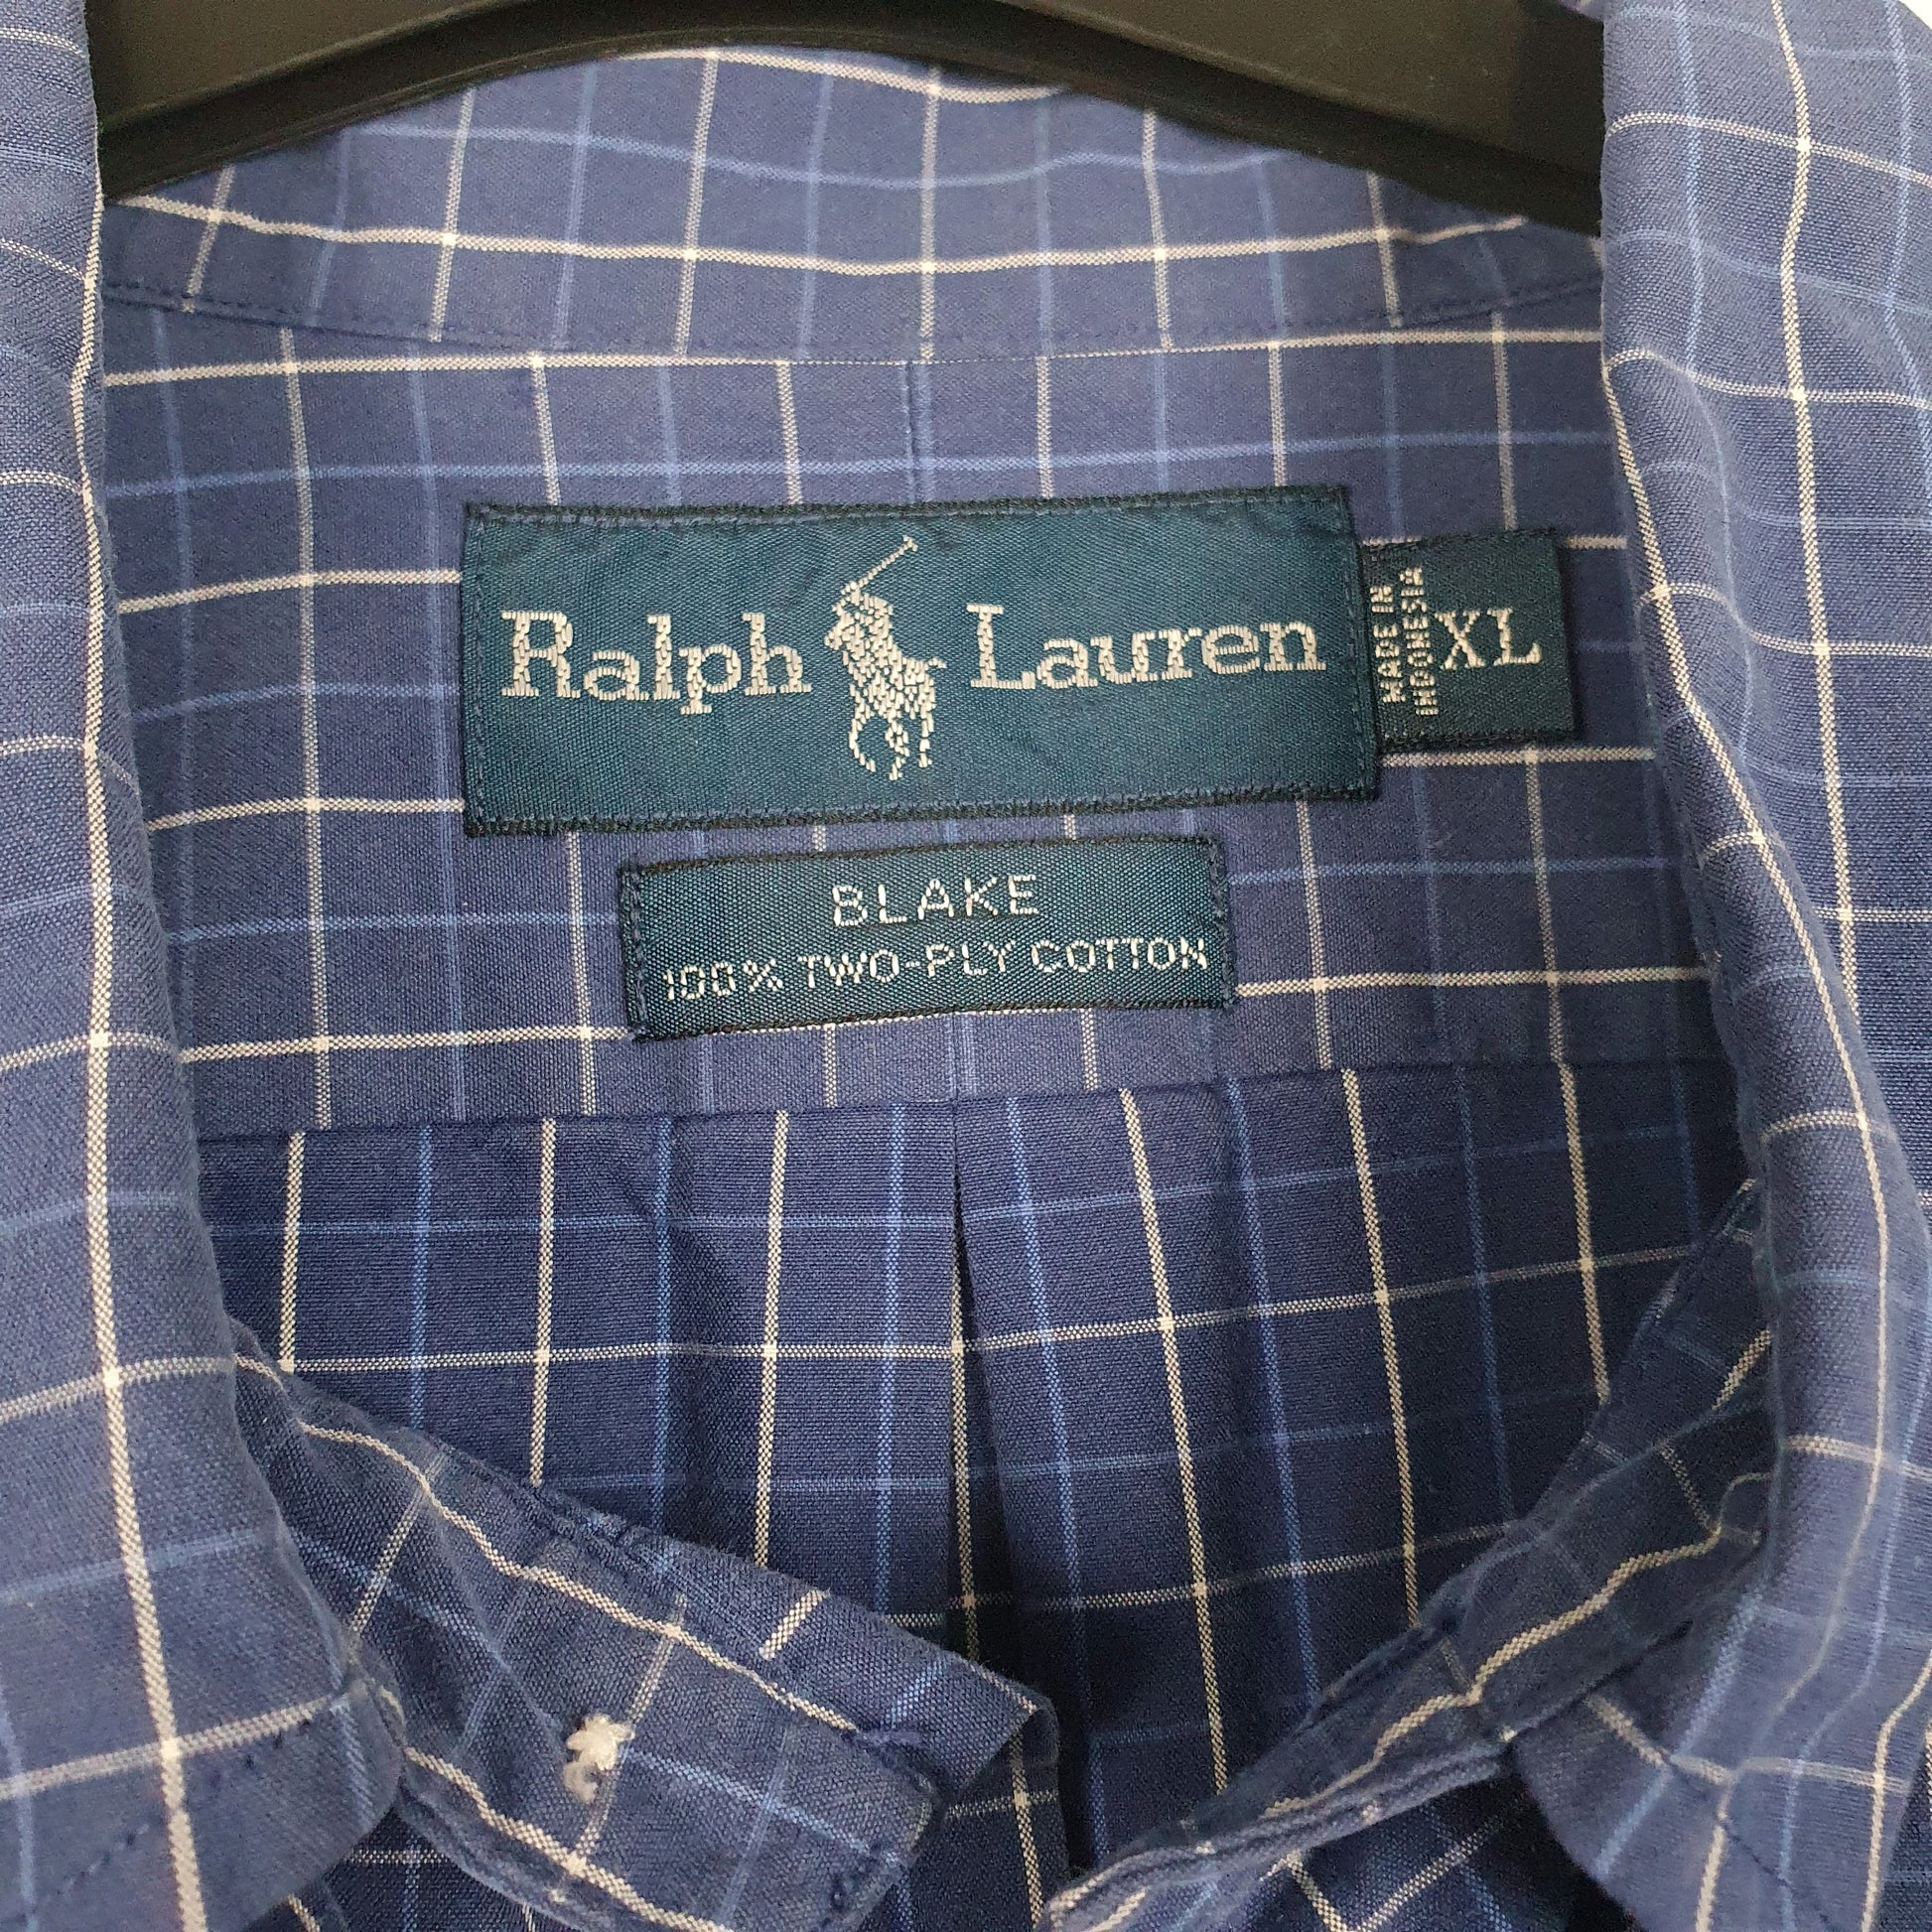 Ralph Lauren
MADE IN
INDONESIA
XL
BLAKE
100% TWO-PLY COTTON